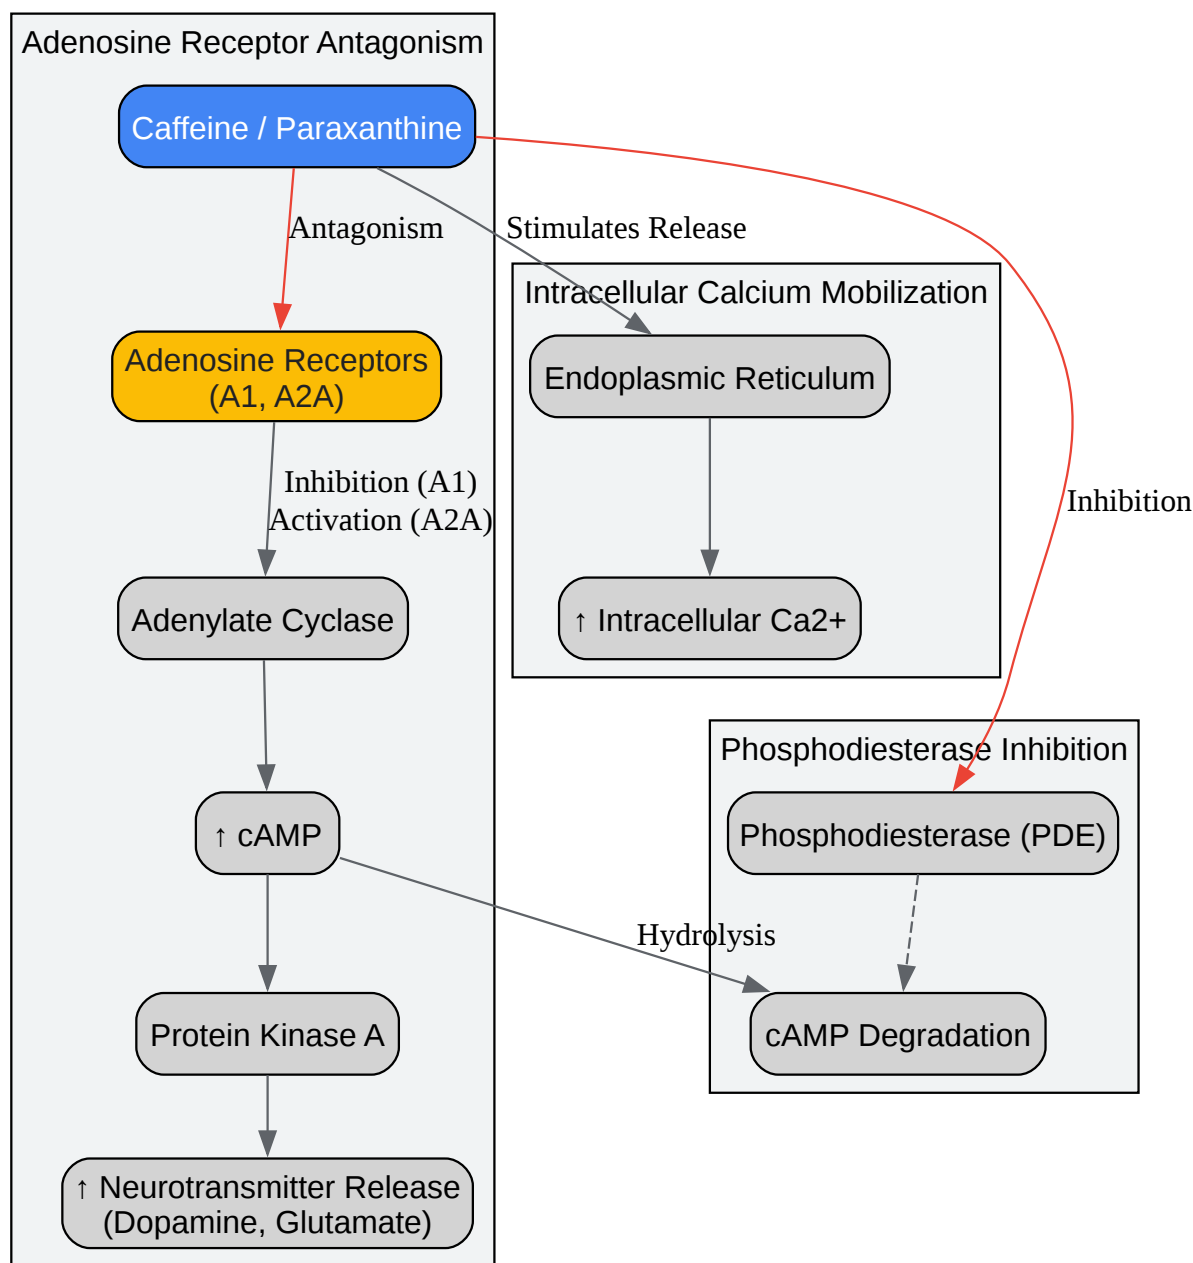 Adenosine Receptor Antagonism
Caffeine / Paraxanthine
Antagonism
Stimulates Release
Intracellular Calcium Mobilization
Adenosine Receptors
(A1, A2A)
Endoplasmic Reticulum
Inhibition (A1)
Activation (A2A)
Inhibition
Adenylate Cyclase
↑ Intracellular Ca2+
Phosphodiesterase Inhibition
↑ cAMP
Phosphodiesterase (PDE)
Hydrolysis
Protein Kinase A
cAMP Degradation
↑ Neurotransmitter Release
(Dopamine, Glutamate)